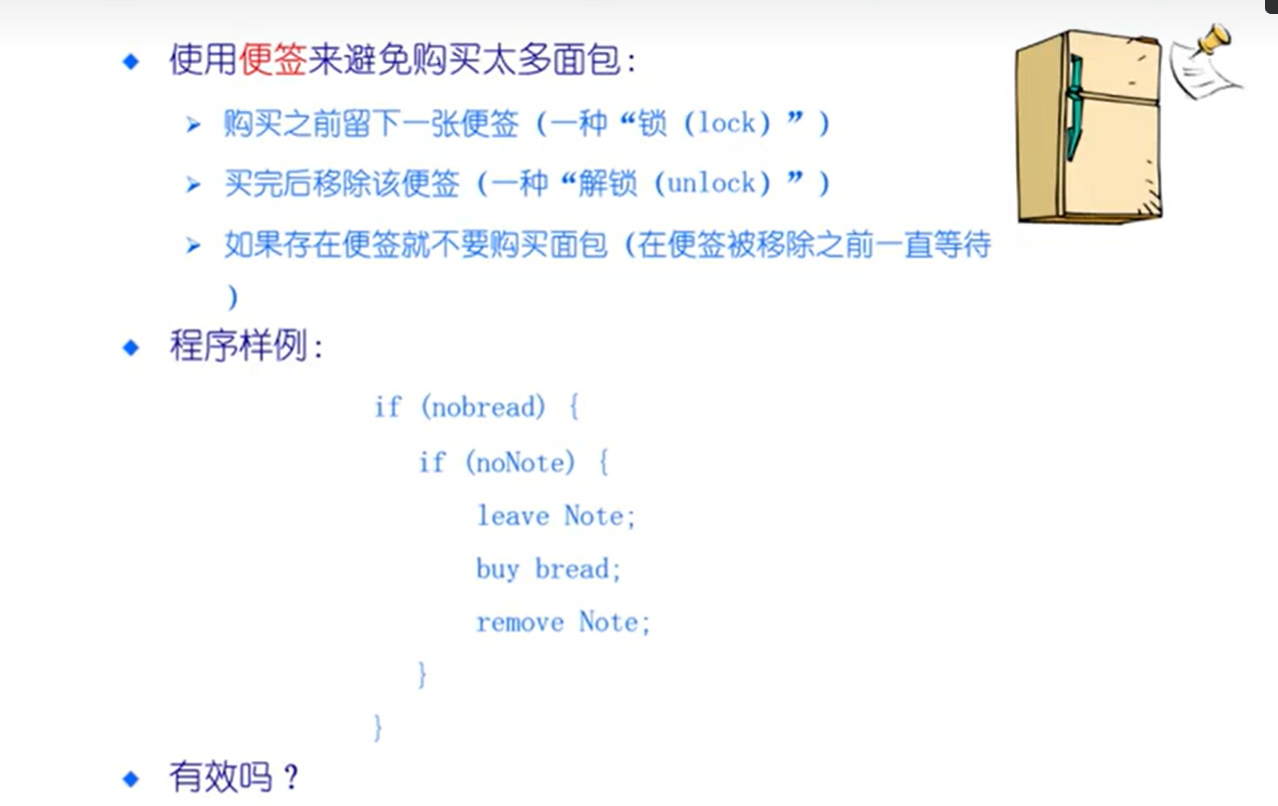 使用便签来避免购买太多面包：
购买之前留下一张便签（一种“锁（lock）”）
买完后移除该便签（一种“解锁（unlock）”）
如果存在便签就不要购买面包（在便签被移除之前一直等待
）
程序样例：
if (nobread) {
if (noNote) {
leave Note;
buy bread;
remove Note;
}
}
有效吗？